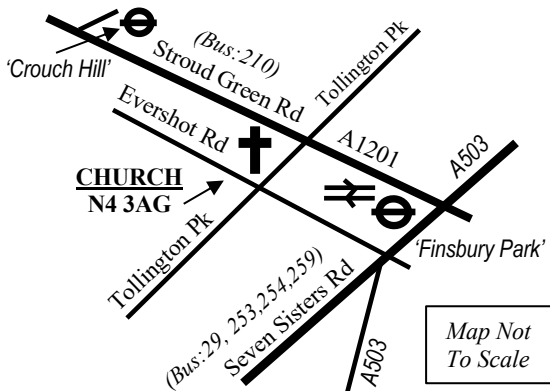 'Crouch Hill'
(Bus:210)
Stroud Green Rd
Tollington Pk
Evershot Rd
A1201
A503
CHURCH
N4 3AG
'Finsbury Park'
Tollington Pk
(Bus:29, 253,254,259)
Seven Sisters Rd
A503
Map Not
To Scale